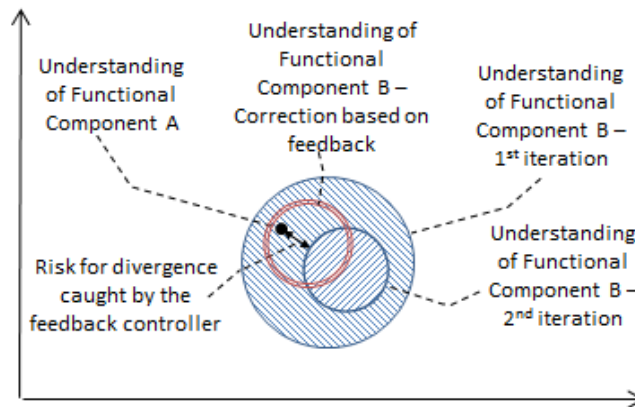 Understanding
of Functional
Component A
Understanding of
Functional
Component B –
Correction based on
feedback
Understanding
of Functional
Component B –
1st iteration
Risk for divergence
caught by the
feedback controller
Understanding
of Functional
Component B –
2nd iteration